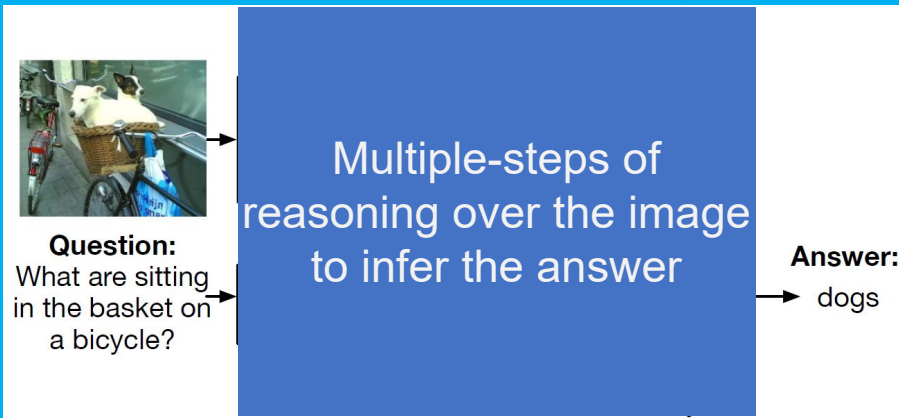 Multiple-steps of
reasoning over the image
to infer the answer
Question:
What are sitting
in the basket on
a bicycle?
Answer:
dogs